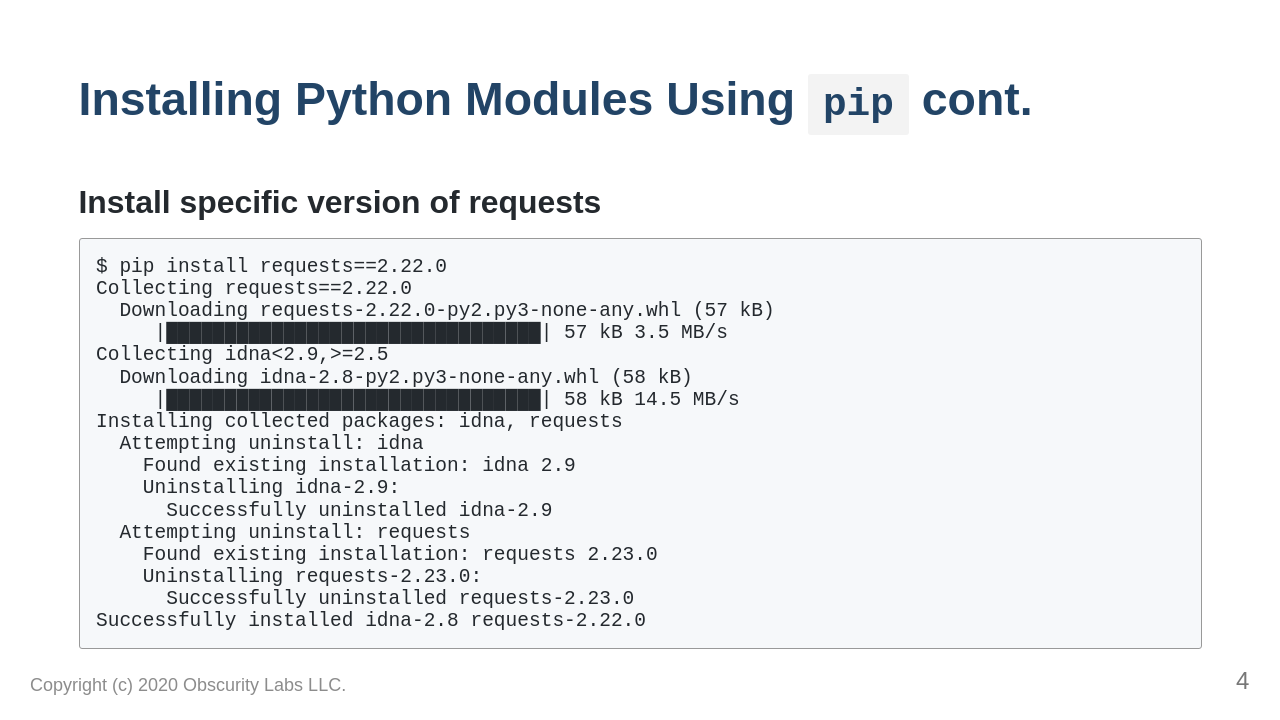 Installing Python Modules Using pip cont.
Install specific version of requests
$ pip install requests==2.22.0
Collecting requests==2.22.0
  Downloading requests-2.22.0-py2.py3-none-any.whl (57 kB)
     |████████████████████████████████| 57 kB 3.5 MB/s
Collecting idna<2.9,>=2.5
  Downloading idna-2.8-py2.py3-none-any.whl (58 kB)
     |████████████████████████████████| 58 kB 14.5 MB/s
Installing collected packages: idna, requests
  Attempting uninstall: idna
    Found existing installation: idna 2.9
    Uninstalling idna-2.9:
      Successfully uninstalled idna-2.9
  Attempting uninstall: requests
    Found existing installation: requests 2.23.0
    Uninstalling requests-2.23.0:
      Successfully uninstalled requests-2.23.0
Successfully installed idna-2.8 requests-2.22.0
Copyright (c) 2020 Obscurity Labs LLC.
4